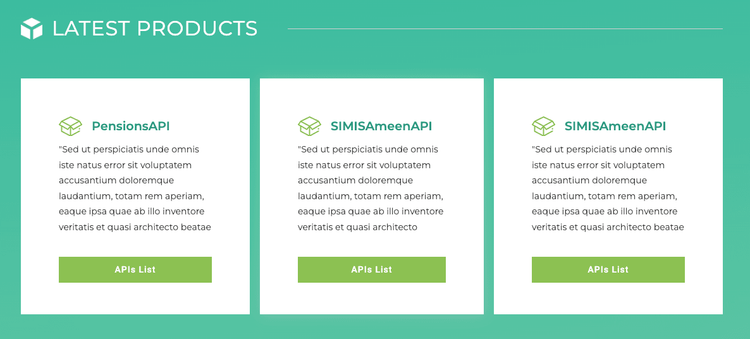 LATEST PRODUCTS
PensionsAPI
"Sed ut perspiciatis unde omnis
iste natus error sit voluptatem
accusantium doloremque
laudantium, totam rem aperiam,
eaque ipsa quae ab illo inventore
veritatis et quasi architecto beatae
APIs List
SIMISAmeenAPI
"Sed ut perspiciatis unde omnis
iste natus error sit voluptatem
accusantium doloremque
laudantium, totam rem aperiam,
eaque ipsa quae ab illo inventore
veritatis et quasi architecto
APIs List
SIMISAmeenAPI
"Sed ut perspiciatis unde omnis
iste natus error sit voluptatem
accusantium doloremque
laudantium, totam rem aperiam,
eaque ipsa quae ab illo inventore
veritatis et quasi architecto beatae
APIs List